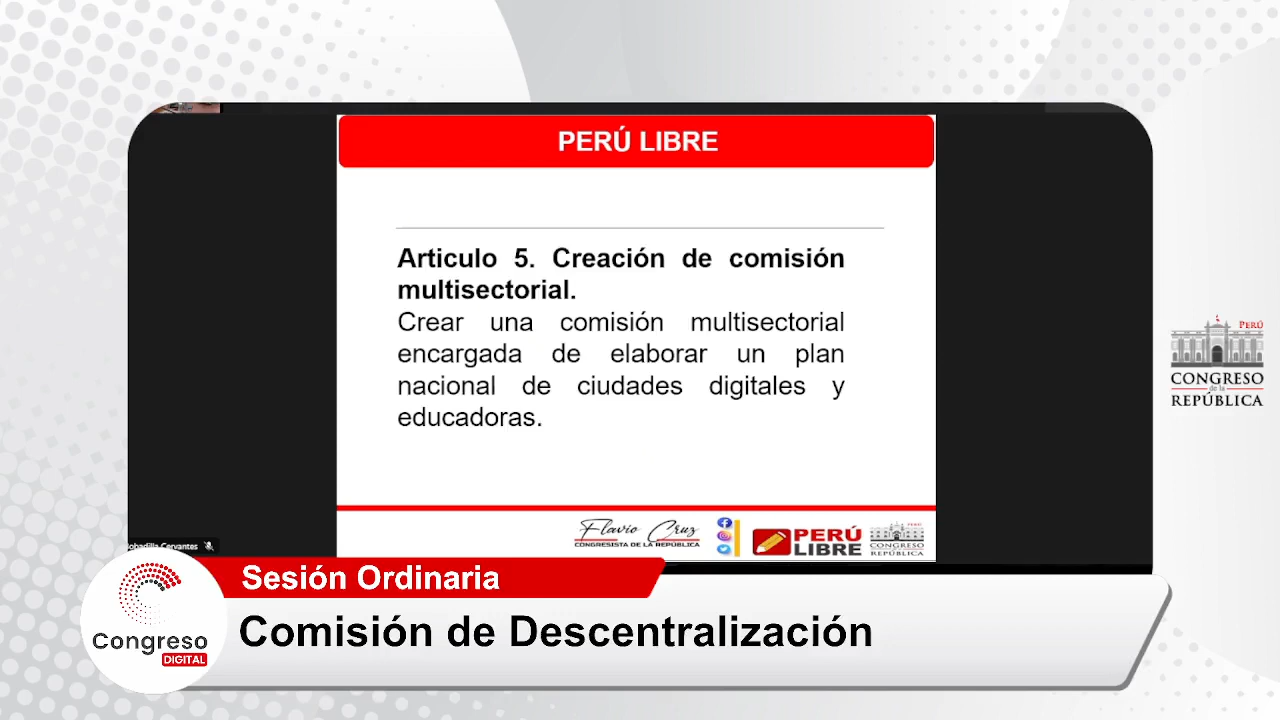 PERÚ LIBRE
Articulo 5. Creación de comisión
multisectorial.
Crear una comisión multisectorial
encargada de elaborar un plan
nacional de ciudades digitales y
educadoras.
Flavio Cruz
CONGRESISTA DE LA REPÚBLICA
PERÚ
LIBRE
PERÚ
CONGRESO
REPÚBLICA
Cervantes
Sesión Ordinaria
Comisión de Descentralización
Congreso
DIGITAL
PERÚ
CONGRESO
de la
REPÚBLICA